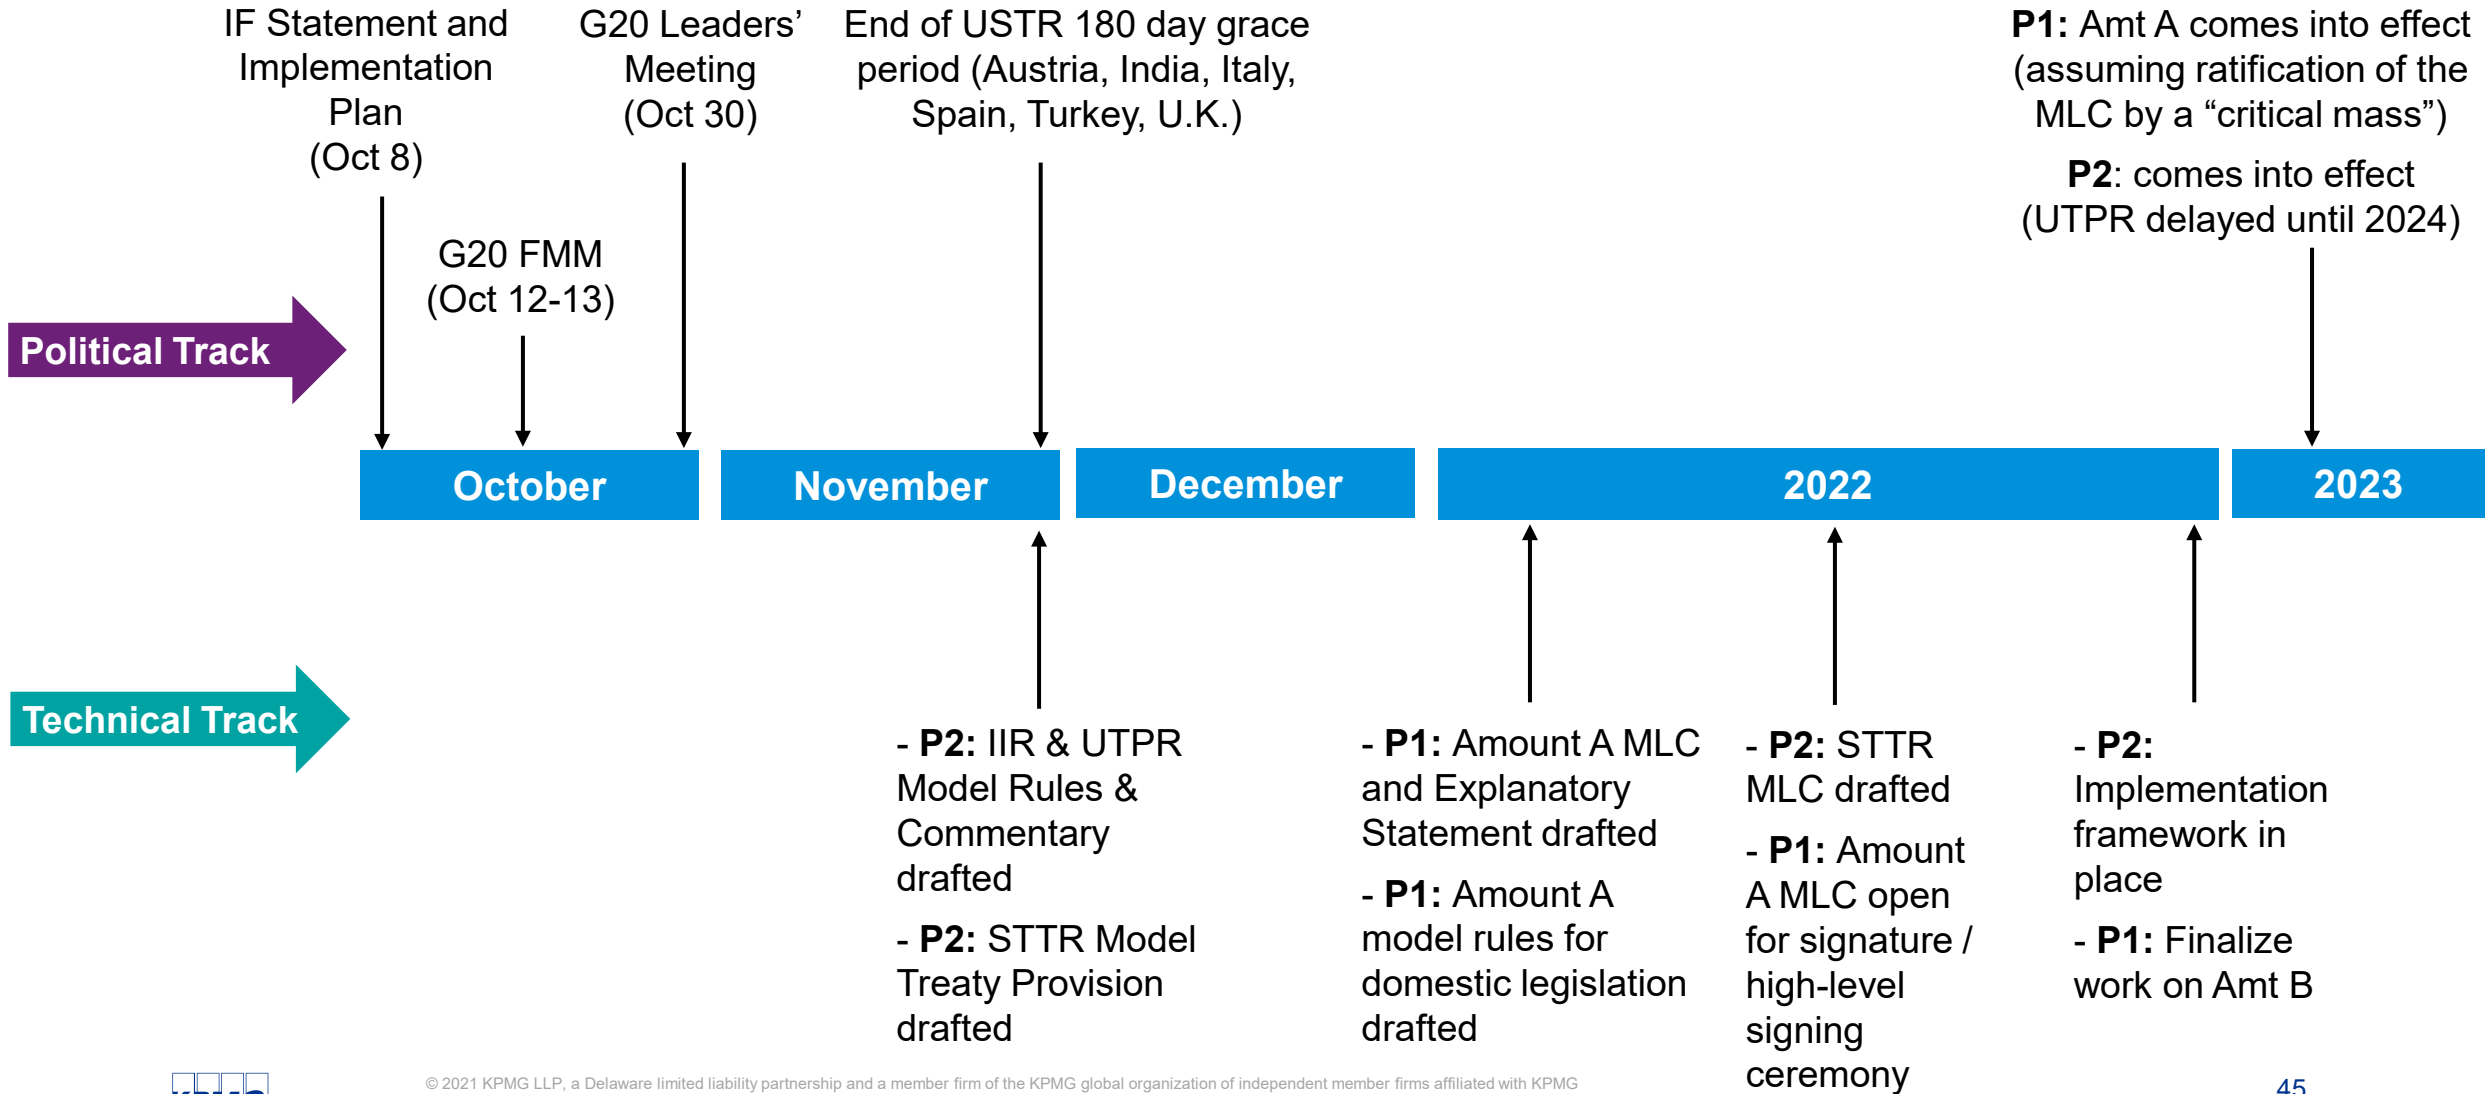 IF Statement and
Implementation
Plan
(Oct 8)
G20 Leaders’
Meeting
(Oct 30)
End of USTR 180 day grace
period (Austria, India, Italy,
Spain, Turkey, U.K.)
P1: Amt A comes into effect
(assuming ratification of the
MLC by a “critical mass”)
P2: comes into effect
(UTPR delayed until 2024)
G20 FMM
(Oct 12-13)
Political Track
October
November
December
2022
2023
Technical Track
- P2: IIR & UTPR
Model Rules &
Commentary
drafted
- P2: STTR Model
Treaty Provision
drafted
- P1: Amount A MLC
and Explanatory
Statement drafted
- P1: Amount A
model rules for
domestic legislation
drafted
- P2: STTR
MLC drafted
- P1: Amount
A MLC open
for signature /
high-level
signing
ceremony
- P2:
Implementation
framework in
place
- P1: Finalize
work on Amt B
KPMG
© 2021 KPMG LLP, a Delaware limited liability partnership and a member firm of the KPMG global organization of independent member firms affiliated with KPMG
45